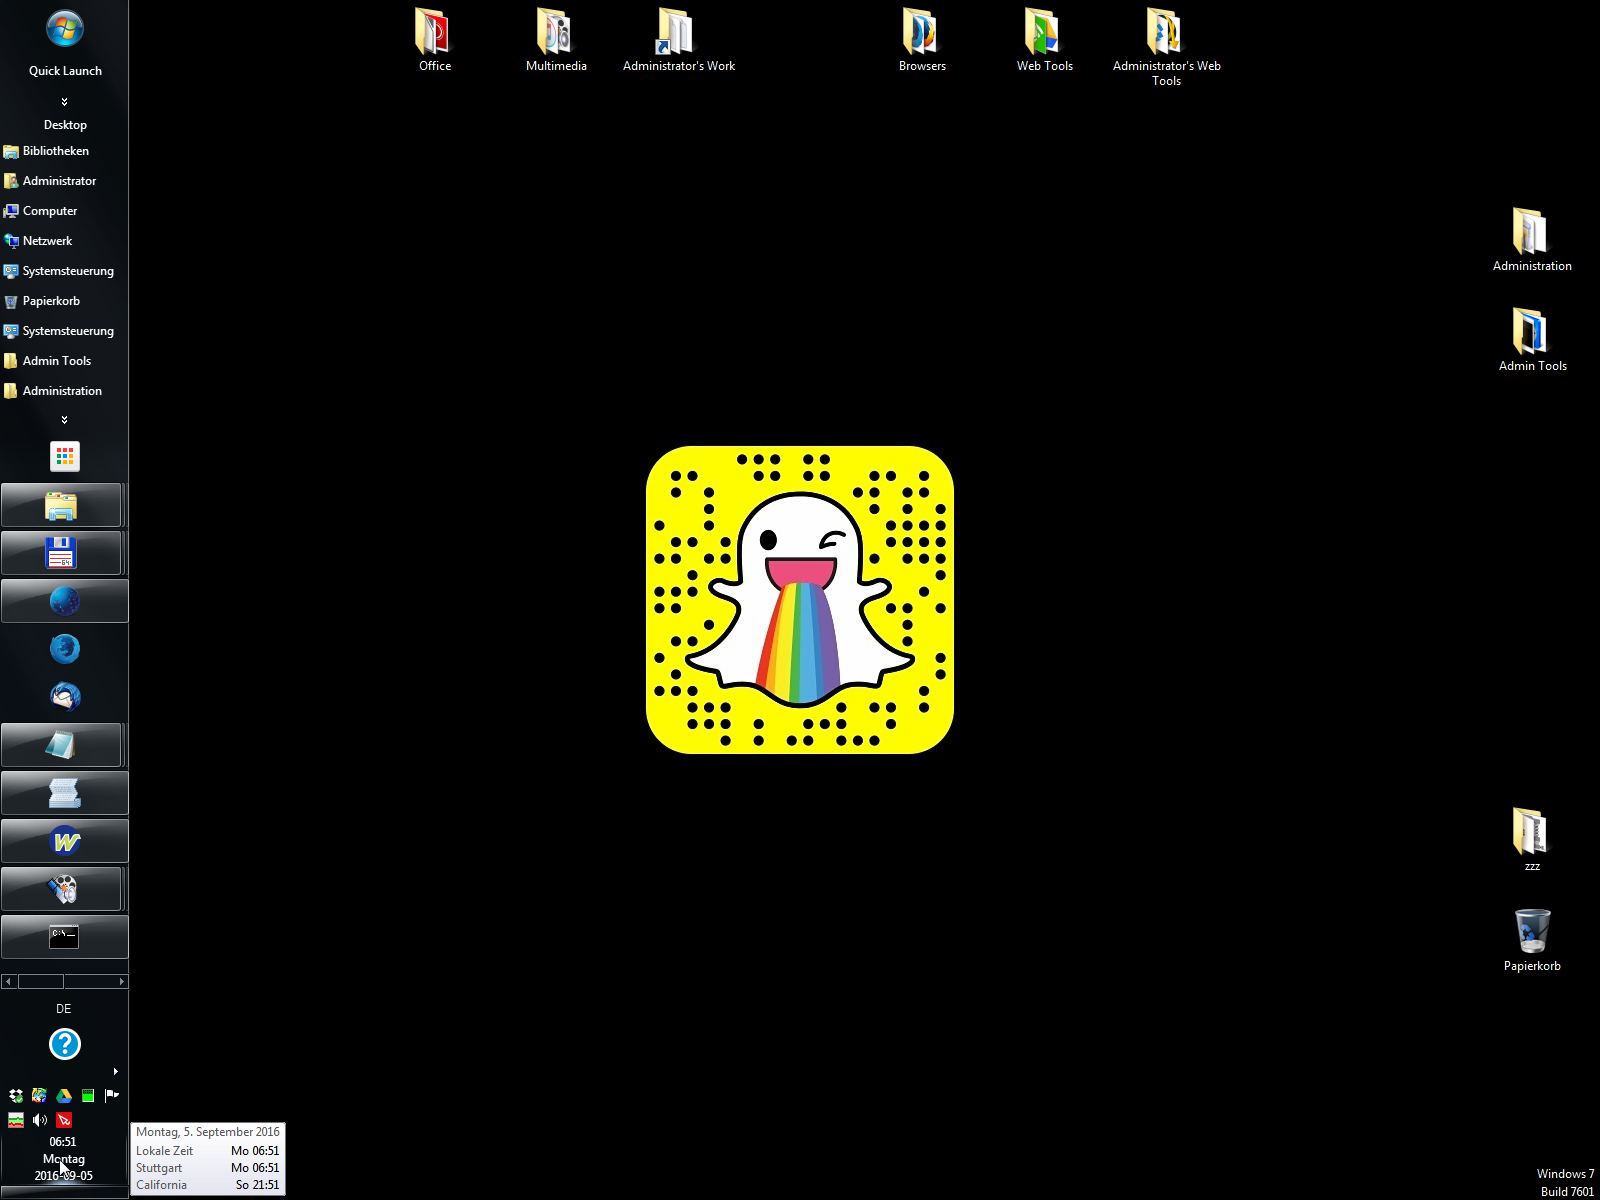 Quick Launch
Desktop
Bibliotheken
Administrator
Computer
Netzwerk
Systemsteuerung
Papierkorb
Systemsteuerung
Admin Tools
Administration
64
W
C:\_
DE
?
06:51
Montag
2016-09-05
Montag, 5. September 2016
Lokale Zeit Mo 06:51
Stuttgart Mo 06:51
California So 21:51
Office
Multimedia
Administrator's Work
Browsers
Web Tools
Administrator's Web
Tools
Administration
Admin Tools
zzz
Papierkorb
Windows 7
Build 7601